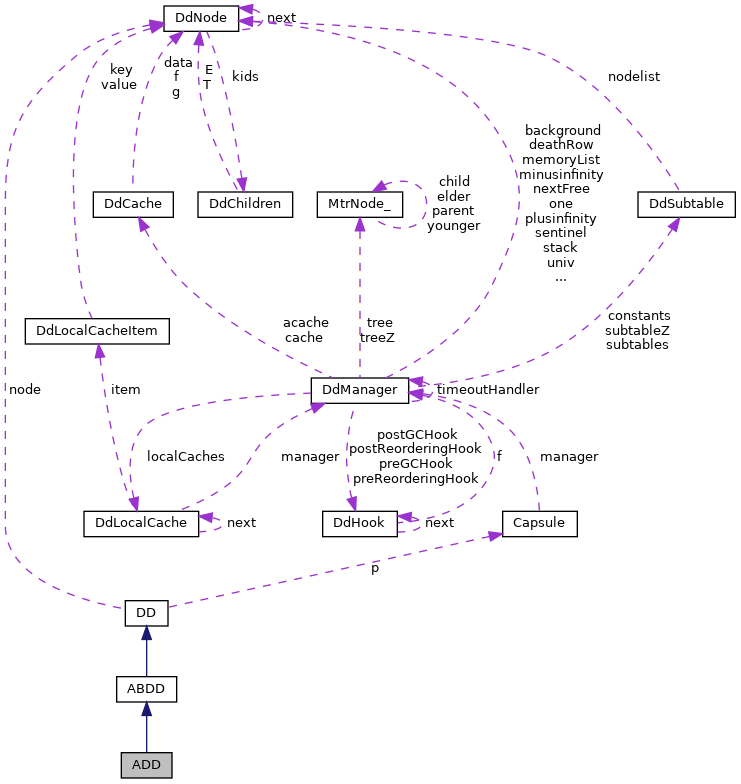 DdNode
next
key
value
data
f
g
E
T
kids
nodelist
background
deathRow
memoryList
minusinfinity
nextFree
one
plusinfinity
sentinel
stack
univ
...
DdCache
DdChildren
MtrNode_
child
elder
parent
younger
DdSubtable
DdLocalCacheItem
acache
cache
tree
treeZ
constants
subtableZ
subtables
node
item
DdManager
timeoutHandler
localCaches
manager
postGCHook
postReorderingHook
preGCHook
preReorderingHook
f
manager
DdLocalCache
next
DdHook
next
Capsule
p
DD
ABDD
ADD